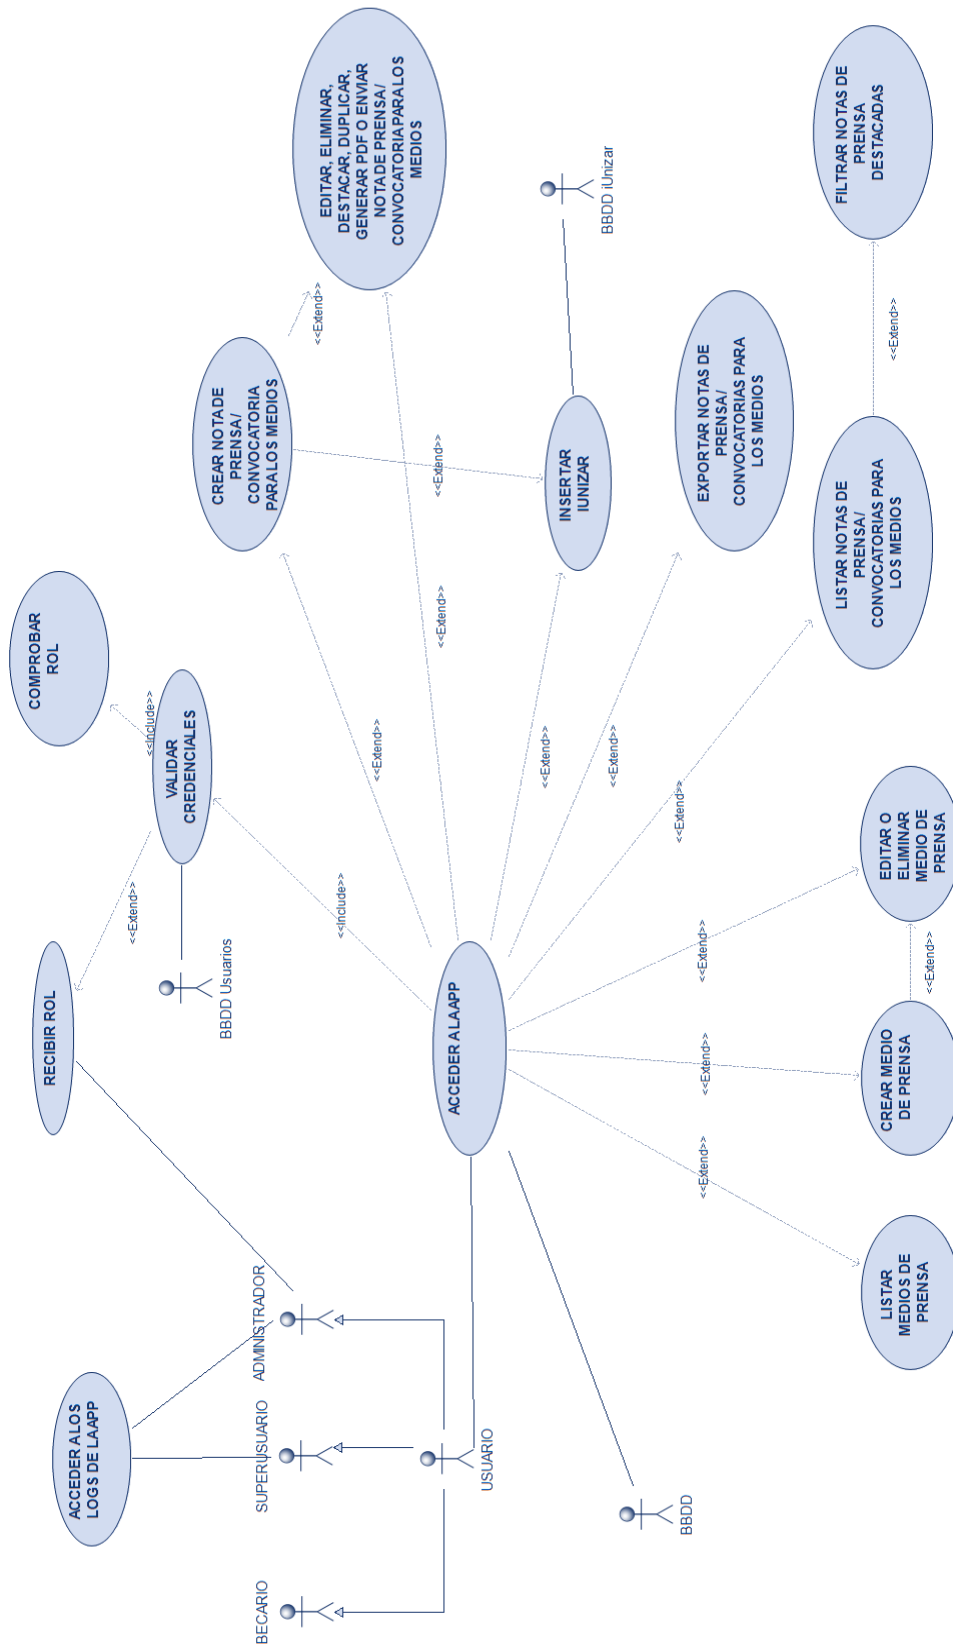 ACCEDER A LOS
LOGS DE LA APP
BECARIO
SUPERUSUARIO
ADMINISTRADOR
USUARIO
BBDD
RECIBIR ROL
<<Extend>>
BBDD Usuarios
VALIDAR
CREDENCIALES
<<Include>>
COMPROBAR
ROL
<<Include>>
ACCEDER A LA APP
<<Extend>>
CREAR NOTA DE
PRENSA /
CONVOCATORIA
PARA LOS MEDIOS
<<Extend>>
EDITAR, ELIMINAR,
DESTACAR, DUPLICAR,
GENERAR PDF O ENVIAR
NOTA DE PRENSA /
CONVOCATORIA PARA LOS
MEDIOS
<<Extend>>
<<Extend>>
<<Extend>>
INSERTAR
IUNIZAR
BBDD iUnizar
<<Extend>>
EXPORTAR NOTAS DE
PRENSA /
CONVOCATORIAS PARA
LOS MEDIOS
<<Extend>>
LISTAR NOTAS DE
PRENSA /
CONVOCATORIAS PARA
LOS MEDIOS
<<Extend>>
FILTRAR NOTAS DE
PRENSA
DESTACADAS
<<Extend>>
EDITAR O
ELIMINAR
MEDIO DE
PRENSA
<<Extend>>
<<Extend>>
CREAR MEDIO
DE PRENSA
<<Extend>>
LISTAR
MEDIOS DE
PRENSA